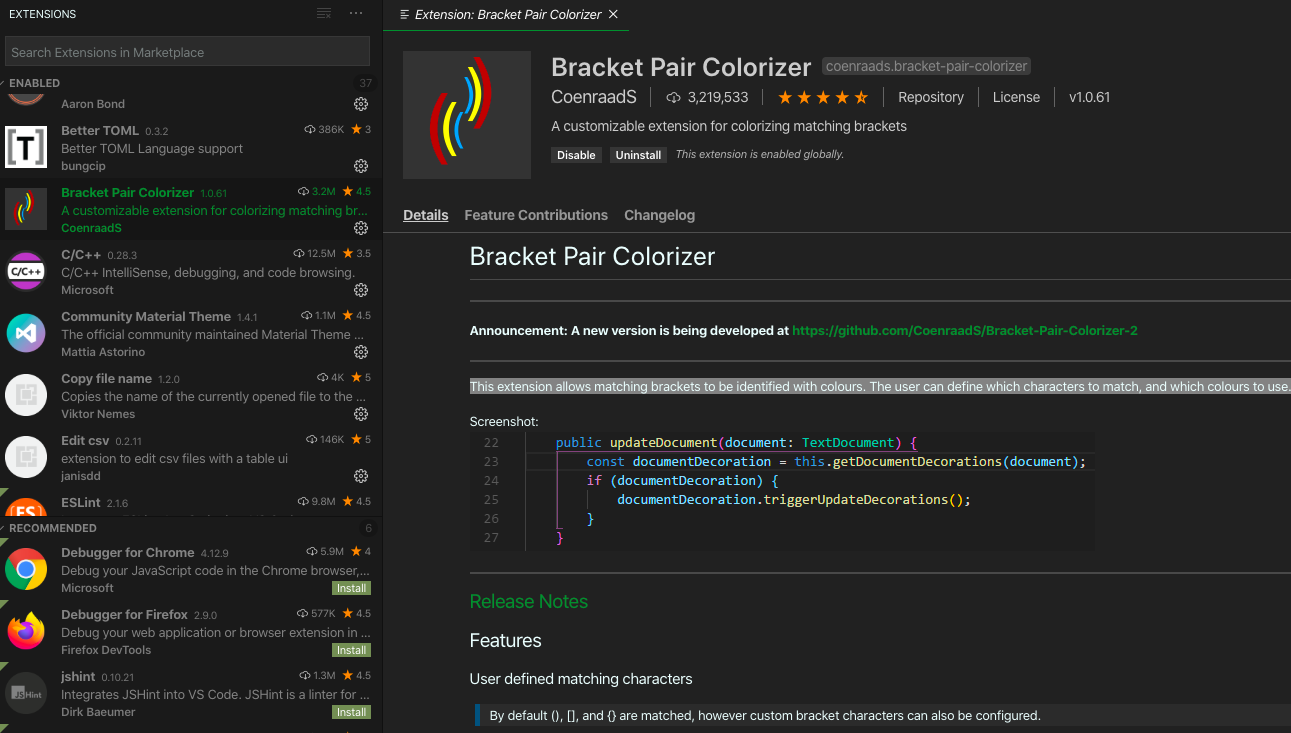 EXTENSIONS
Search Extensions in Marketplace
ENABLED 37
Aaron Bond
Better TOML 0.3.2 386K 3
Better TOML Language support
bungcip
Bracket Pair Colorizer 1.0.61 3.2M 4.5
A customizable extension for colorizing matching br...
CoenraadS
C/C++
C/C++ 0.28.3 12.5M 3.5
C/C++ IntelliSense, debugging, and code browsing.
Microsoft
Community Material Theme 1.4.1 1.1M 4.5
The official community maintained Material Theme ...
Mattia Astorino
Copy file name 1.2.0 4K 5
Copies the name of the currently opened file to the ...
Viktor Nemes
Edit csv 0.2.11 146K 5
extension to edit csv files with a table ui
janisdd
ESLint 2.1.6 9.8M 4.5
RECOMMENDED 6
Debugger for Chrome 4.12.9 5.9M 4
Debug your JavaScript code in the Chrome browser,...
Microsoft Install
Debugger for Firefox 2.9.0 577K 4.5
Debug your web application or browser extension in ...
Firefox DevTools Install
JSHint
jshint 0.10.21 1.3M 4.5
Integrates JSHint into VS Code. JSHint is a linter for ...
Dirk Baeumer Install
Extension: Bracket Pair Colorizer
Bracket Pair Colorizer coenraads.bracket-pair-colorizer
CoenraadS 3,219,533 Repository License v1.0.61
A customizable extension for colorizing matching brackets
Disable Uninstall This extension is enabled globally.
Details Feature Contributions Changelog
Bracket Pair Colorizer
Announcement: A new version is being developed at https://github.com/CoenraadS/Bracket-Pair-Colorizer-2
This extension allows matching brackets to be identified with colours. The user can define which characters to match, and which colours to use.
Screenshot:
22 public updateDocument(document: TextDocument) {
23 const documentDecoration = this.getDocumentDecorations(document);
24 if (documentDecoration) {
25 documentDecoration.triggerUpdateDecorations();
26 }
27 }
Release Notes
Features
User defined matching characters
By default (), [], and {} are matched, however custom bracket characters can also be configured.